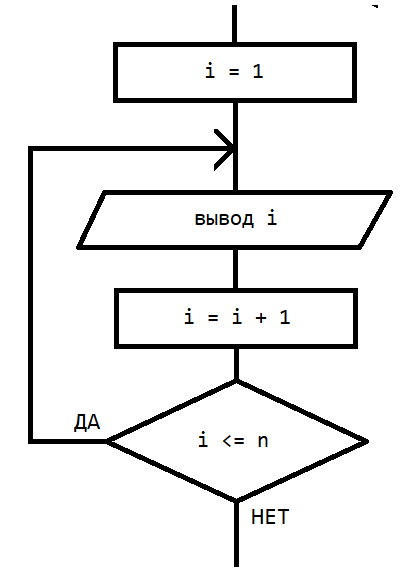 i = 1
вывод i
i = i + 1
ДА
i <= n
НЕТ